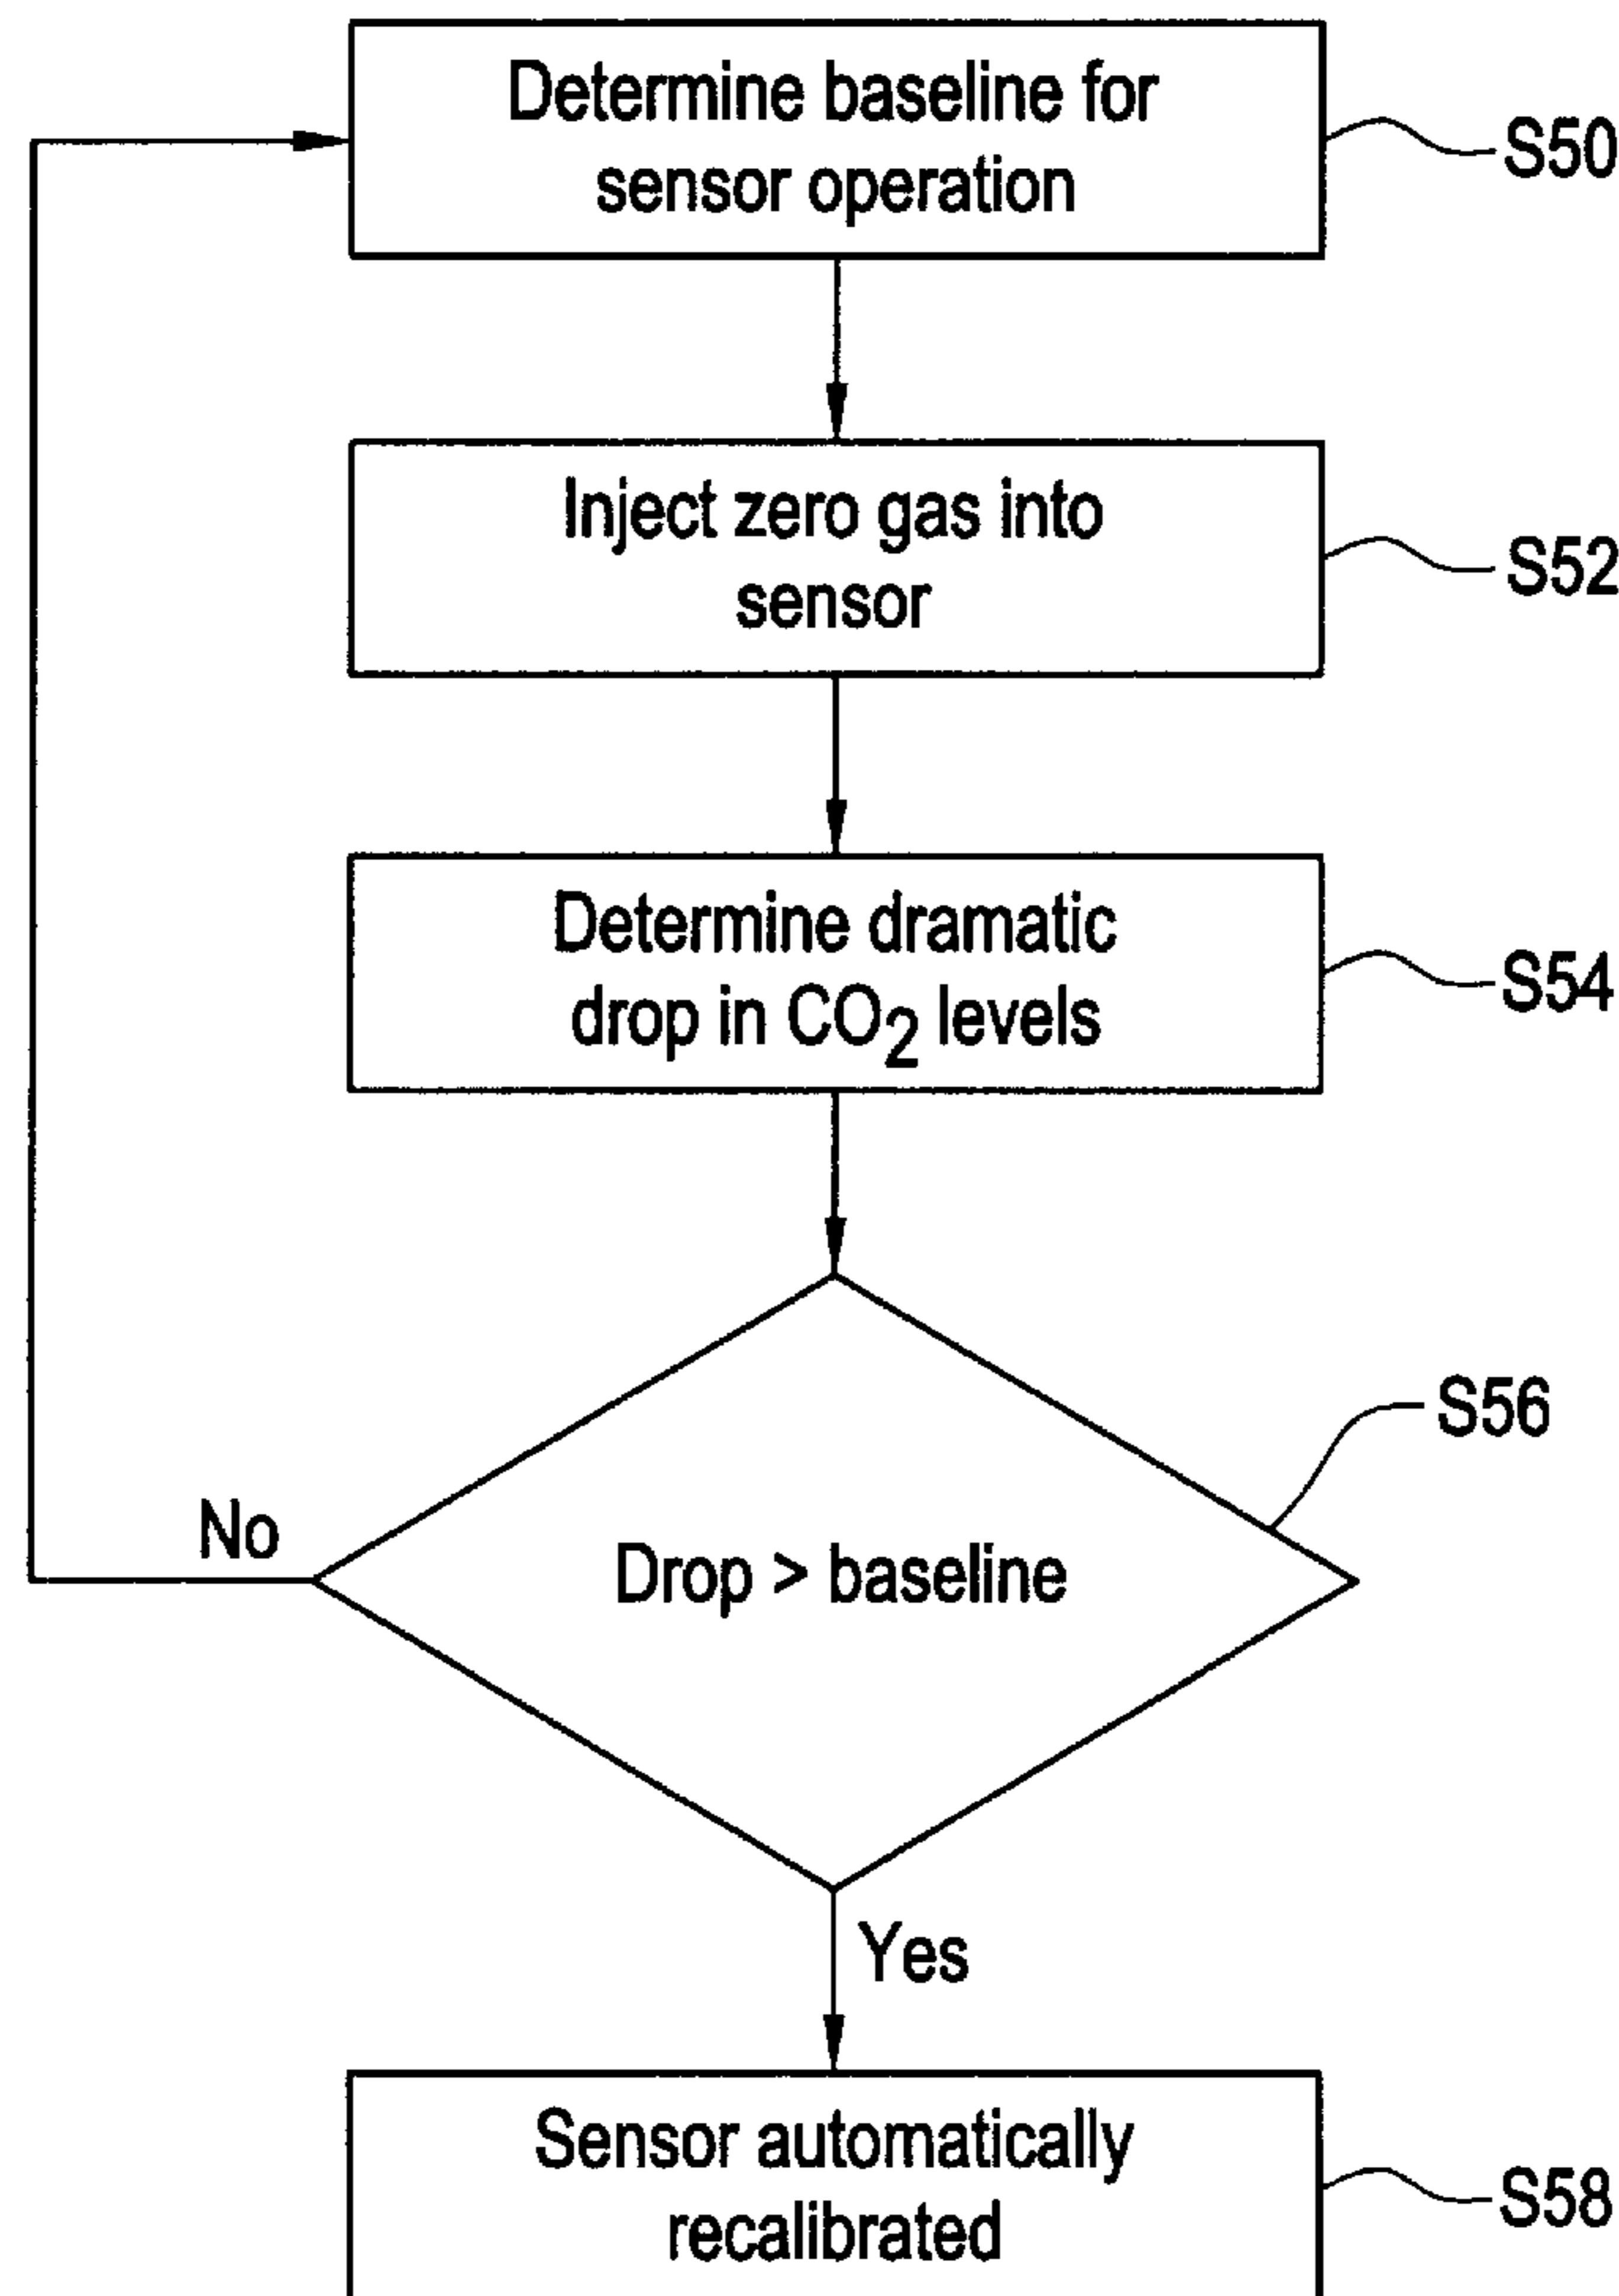 Determine baseline for
sensor operation
S50
Inject zero gas into
sensor
S52
Determine dramatic
drop in CO2 levels
S54
S56
No
Drop > baseline
Yes
Sensor automatically
recalibrated
S58